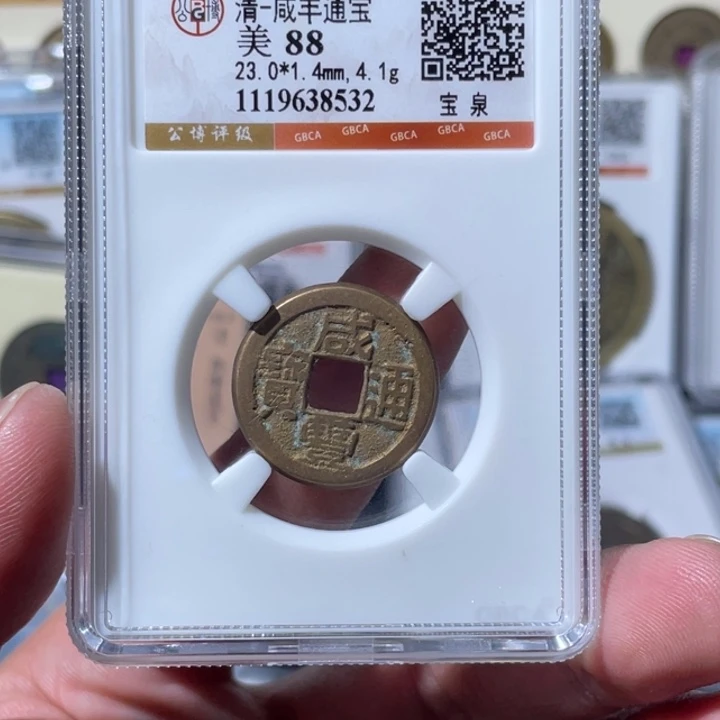 清-咸丰通宝
美 88
23.0*1.4mm,4.1g
1119638532
宝泉
公博评级
GBCA GBCA GBCA GBCA GBCA
咸豐通寶